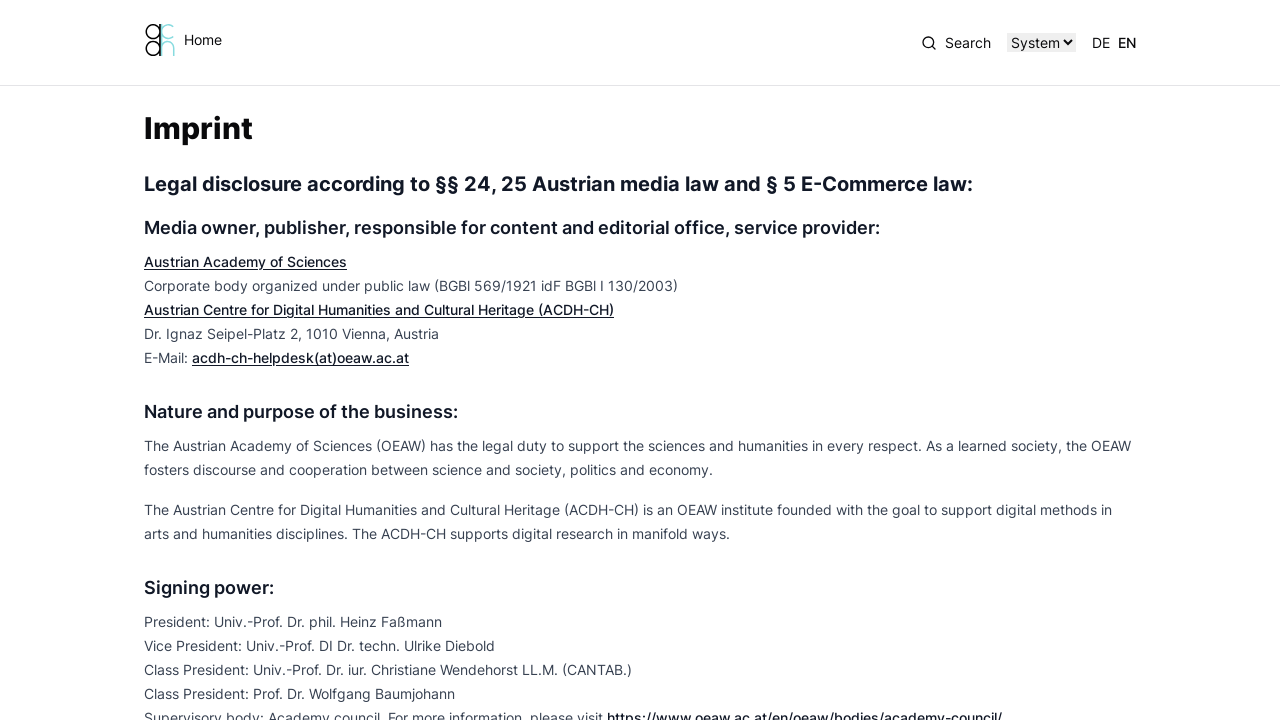 Home
Search
System
DE EN
Imprint
Legal disclosure according to §§ 24, 25 Austrian media law and § 5 E-Commerce law:
Media owner, publisher, responsible for content and editorial office, service provider:
Austrian Academy of Sciences
Corporate body organized under public law (BGBl 569/1921 idF BGBl I 130/2003)
Austrian Centre for Digital Humanities and Cultural Heritage (ACDH-CH)
Dr. Ignaz Seipel-Platz 2, 1010 Vienna, Austria
E-Mail: acdh-ch-helpdesk(at)oeaw.ac.at
Nature and purpose of the business:
The Austrian Academy of Sciences (OEAW) has the legal duty to support the sciences and humanities in every respect. As a learned society, the OEAW
fosters discourse and cooperation between science and society, politics and economy.
The Austrian Centre for Digital Humanities and Cultural Heritage (ACDH-CH) is an OEAW institute founded with the goal to support digital methods in
arts and humanities disciplines. The ACDH-CH supports digital research in manifold ways.
Signing power:
President: Univ.-Prof. Dr. phil. Heinz Faßmann
Vice President: Univ.-Prof. DI Dr. techn. Ulrike Diebold
Class President: Univ.-Prof. Dr. iur. Christiane Wendehorst LL.M. (CANTAB.)
Class President: Prof. Dr. Wolfgang Baumjohann
Supervisory body: Academy council. For more information, please visit https://www.oeaw.ac.at/en/oeaw/bodies/academy-council/